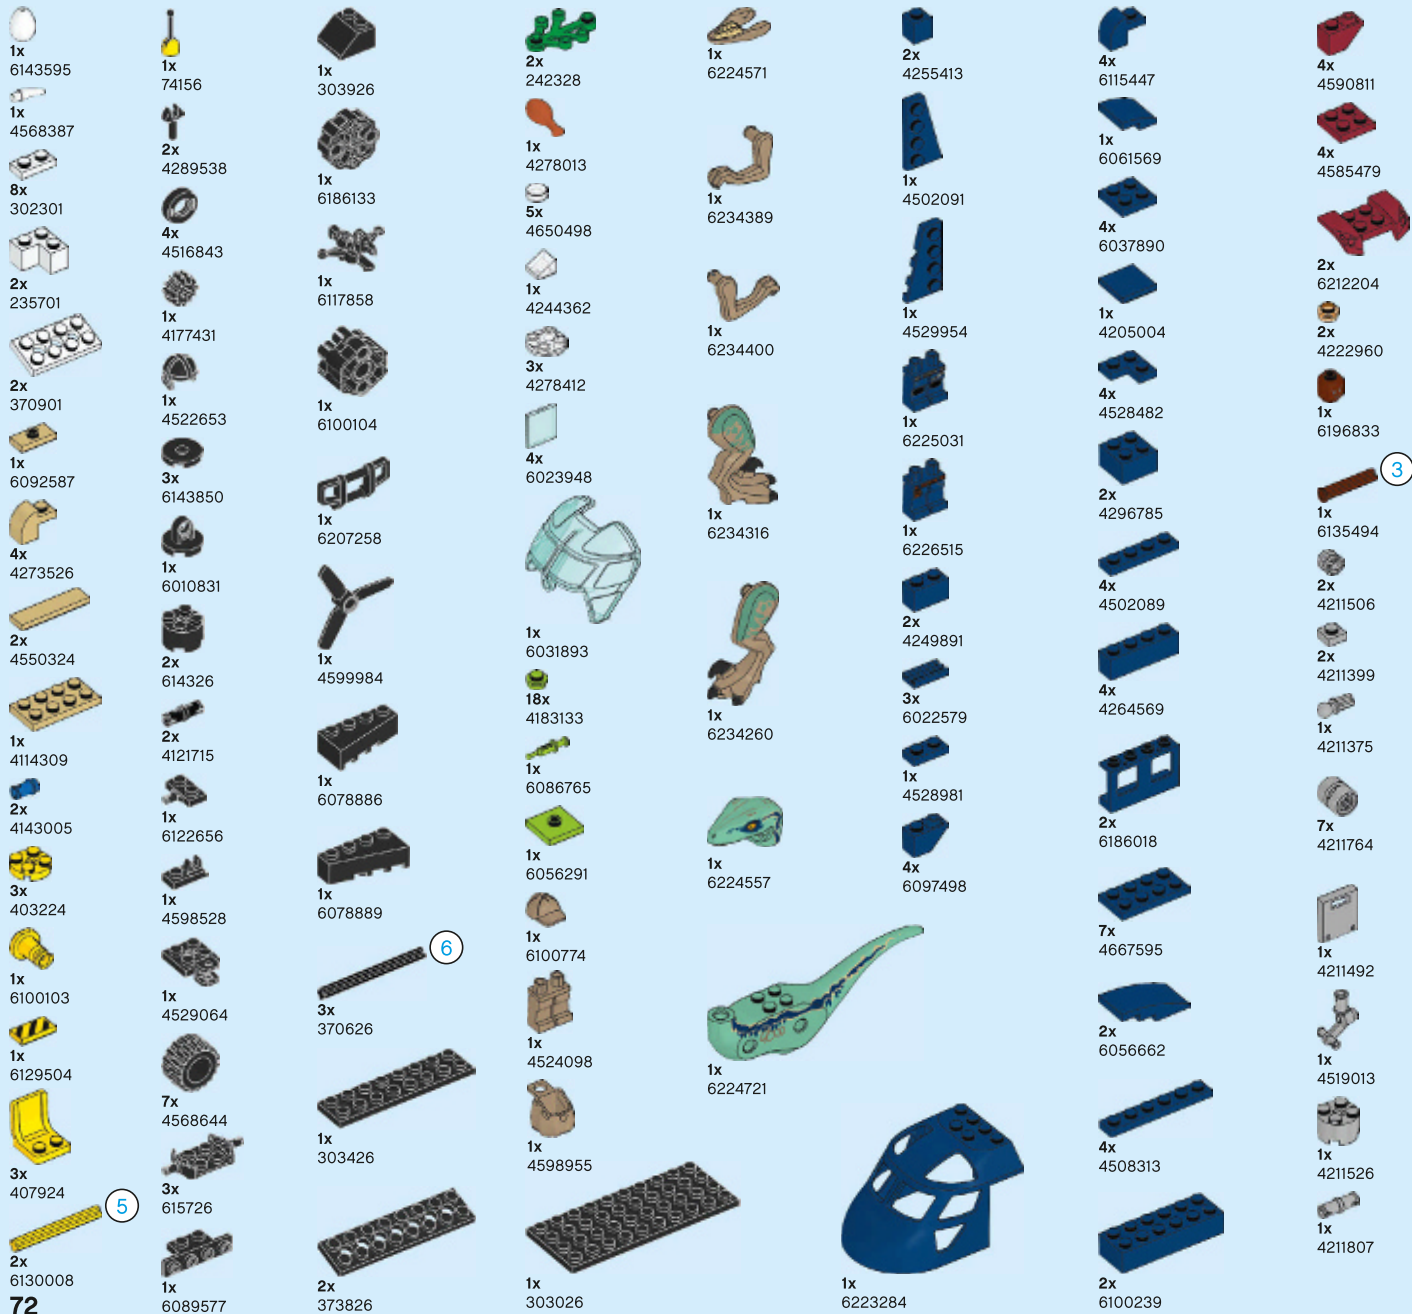 1x
6143595
1x
4568387
8x
302301
2x
235701
2x
370901
1x
6092587
4x
4273526
2x
4550324
1x
4114309
2x
4143005
3x
403224
1x
6100103
1x
6129504
3x
407924
5
2x
6130008
72
1x
74156
2x
4289538
4x
4516843
1x
4177431
1x
4522653
3x
6143850
1x
6010831
2x
614326
2x
4121715
1x
6122656
1x
4598528
1x
4529064
7x
4568644
3x
615726
1x
6089577
1x
303926
1x
6186133
1x
6117858
1x
6100104
1x
6207258
1x
4599984
1x
6078886
1x
6078889
6
3x
370626
1x
303426
2x
373826
2x
242328
1x
4278013
5x
4650498
1x
4244362
3x
4278412
4x
6023948
1x
6031893
18x
4183133
1x
6086765
1x
6056291
1x
6100774
1x
4524098
1x
4598955
1x
303026
1x
6224571
1x
6234389
1x
6234400
1x
6234316
1x
6234260
1x
6224557
1x
6224721
2x
4255413
1x
4502091
1x
4529954
1x
6225031
1x
6226515
2x
4249891
3x
6022579
1x
4528981
4x
6097498
1x
6223284
4x
6115447
1x
6061569
4x
6037890
1x
4205004
4x
4528482
2x
4296785
4x
4502089
4x
4264569
2x
6186018
7x
4667595
2x
6056662
4x
4508313
2x
6100239
4x
4590811
4x
4585479
2x
6212204
2x
4222960
1x
6196833
3
1x
6135494
2x
4211506
2x
4211399
1x
4211375
7x
4211764
1x
4211492
1x
4519013
1x
4211526
1x
4211807